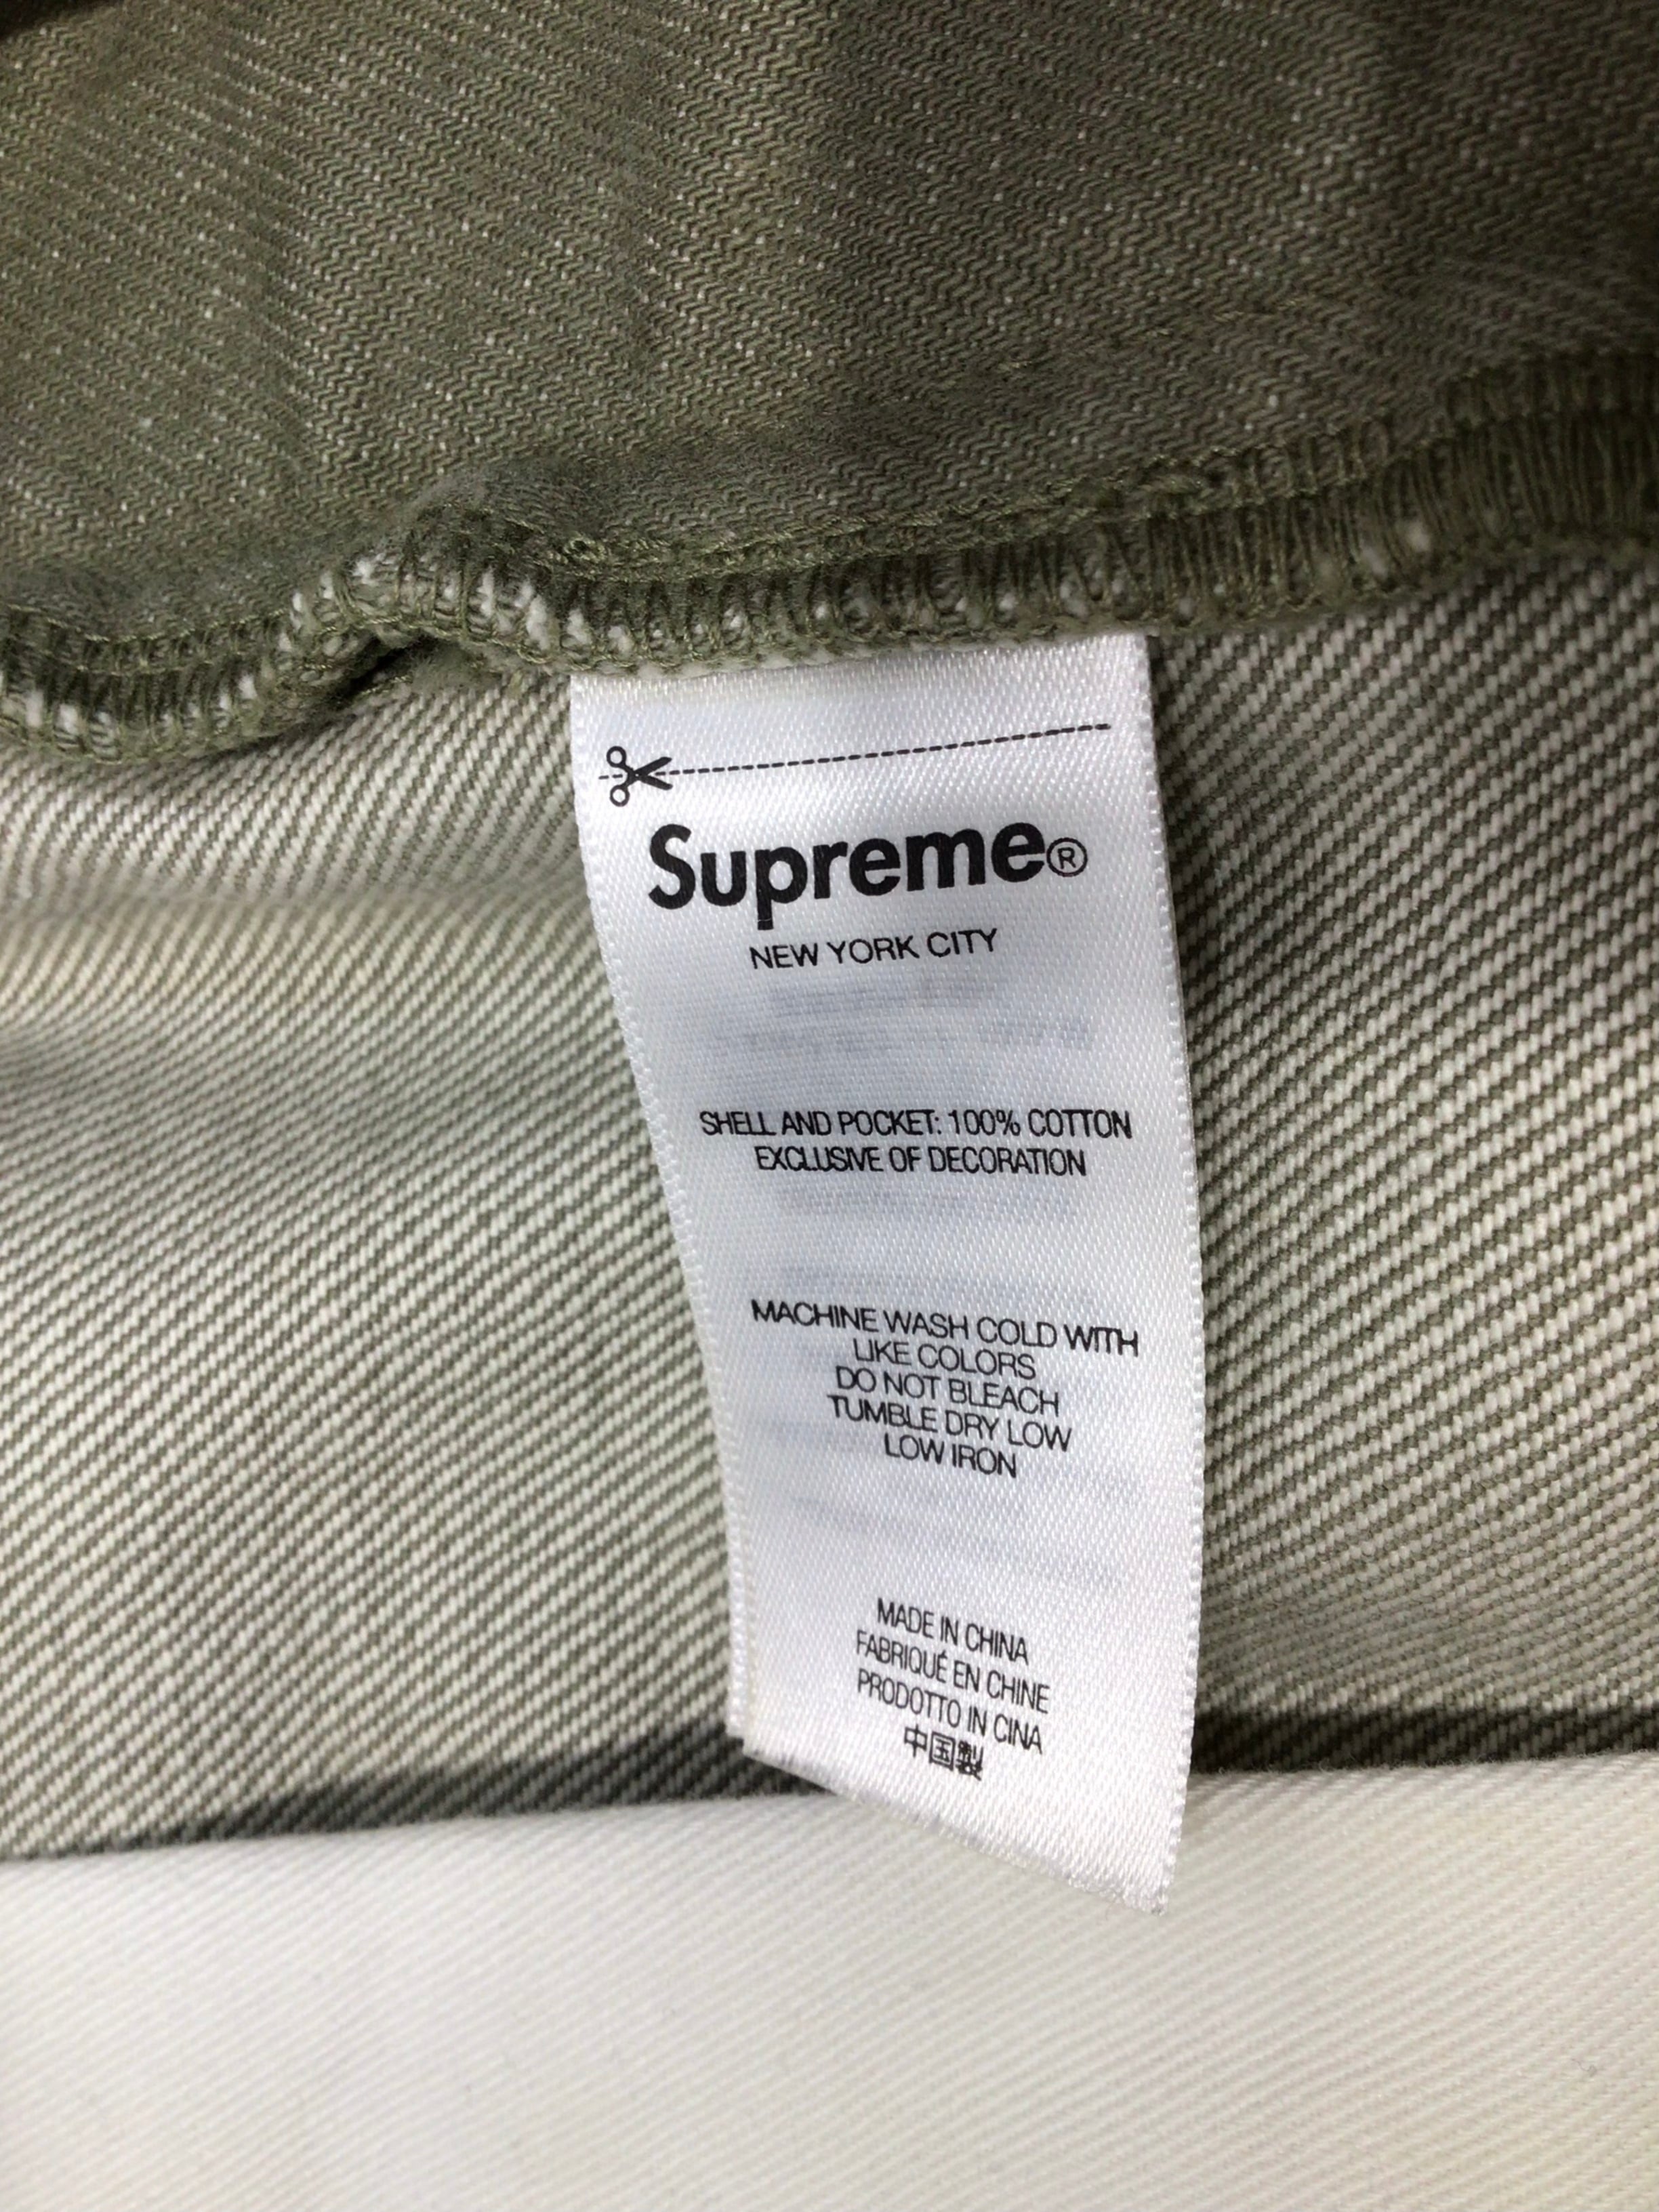 Supreme®
NEW YORK CITY
SHELL AND POCKET: 100% COTTON
EXCLUSIVE OF DECORATION
MACHINE WASH COLD WITH
LIKE COLORS
DO NOT BLEACH
TUMBLE DRY LOW
LOW IRON
MADE IN CHINA
FABRIQUÉ EN CHINE
PRODOTTO IN CINA
中国製